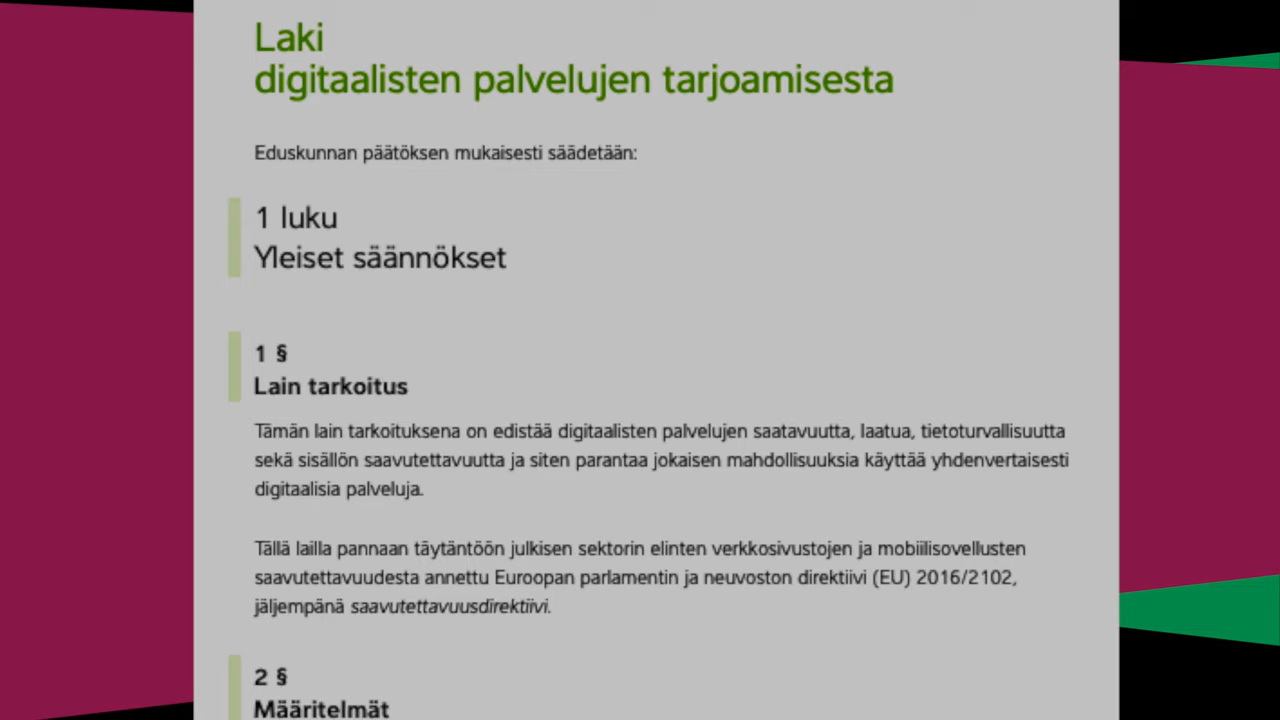 Laki
digitaalisten palvelujen tarjoamisesta
Eduskunnan päätöksen mukaisesti säädetään:
1 luku
Yleiset säännökset
1 §
Lain tarkoitus
Tämän lain tarkoituksena on edistää digitaalisten palvelujen saatavuutta, laatua, tietoturvallisuutta
sekä sisällön saavutettavuutta ja siten parantaa jokaisen mahdollisuuksia käyttää yhdenvertaisesti
digitaalisia palveluja.
Tällä lailla pannaan täytäntöön julkisen sektorin elinten verkkosivustojen ja mobiilisovellusten
saavutettavuudesta annettu Euroopan parlamentin ja neuvoston direktiivi (EU) 2016/2102,
jäljempänä saavutettavuusdirektiivi.
2 §
Määritelmät